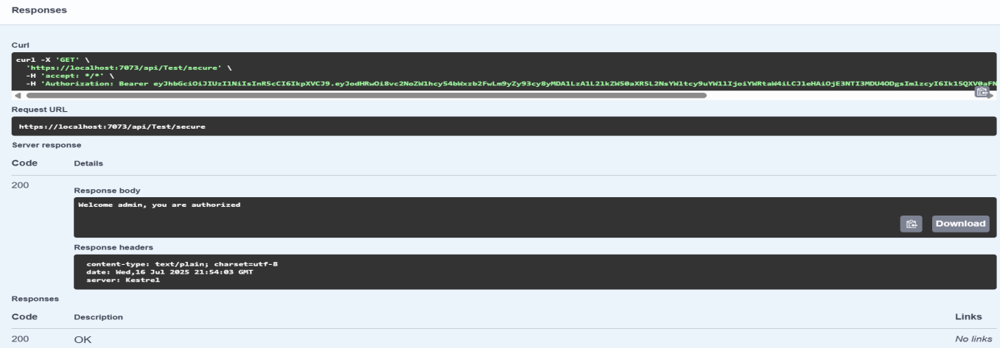 Responses
Curl
curl -X 'GET' \
'https://localhost:7073/api/Test/secure' \
-H 'accept: */*' \
-H 'Authorization: Bearer eyJhbGciOiJIUzI1NiIsInR5cCI6IkpXVCJ9.eyJodHRwOi8vc2NoZW1hcy54bWxzb2FwLm9yZy93cy8yMDA1LzA1L2lkZW50aXR5L2NsYWltcy9uYW1lIjoiYWRtaW4iLCJleHAiOjE3NTI3MDU4ODgsImlzcyI6Ik15QXV0aFN
Request URL
https://localhost:7073/api/Test/secure
Server response
Code Details
200
Response body
Welcome admin, you are authorized
Download
Response headers
content-type: text/plain; charset=utf-8
date: Wed,16 Jul 2025 21:54:03 GMT
server: Kestrel
Responses
Code Description Links
200 OK No links